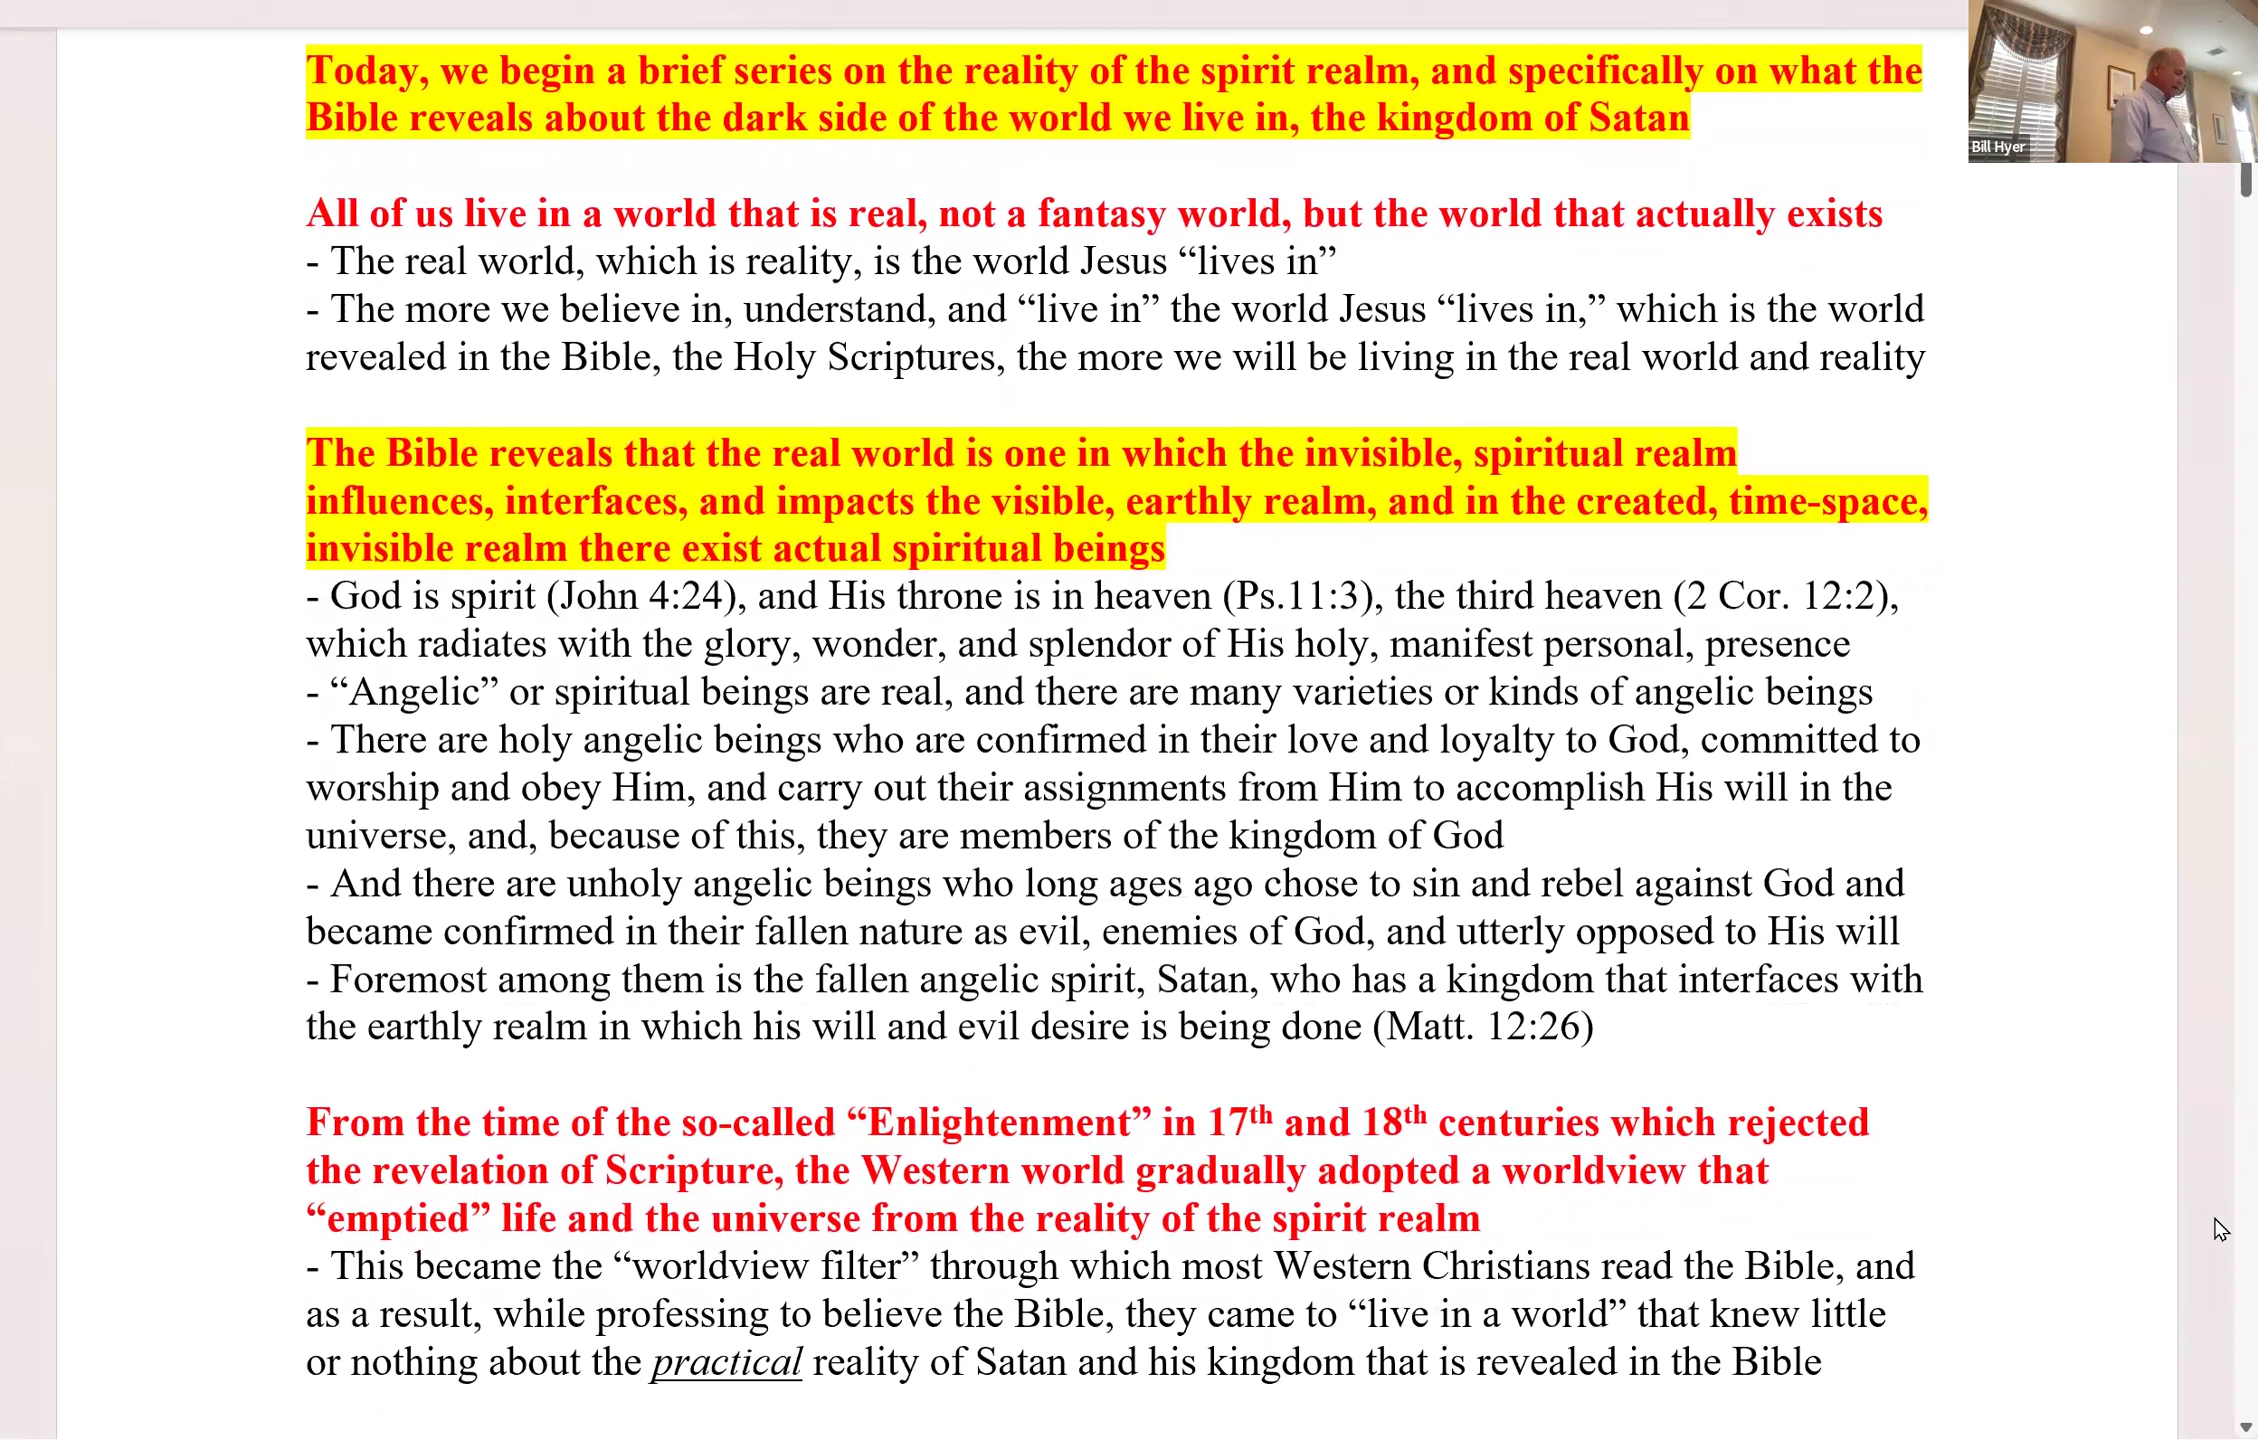 Today, we begin a brief series on the reality of the spirit realm, and specifically on what the
Bible reveals about the dark side of the world we live in, the kingdom of Satan
Bill Hyer
All of us live in a world that is real, not a fantasy world, but the world that actually exists
- The real world, which is reality, is the world Jesus “lives in”
- The more we believe in, understand, and “live in” the world Jesus “lives in,” which is the world
revealed in the Bible, the Holy Scriptures, the more we will be living in the real world and reality
The Bible reveals that the real world is one in which the invisible, spiritual realm
influences, interfaces, and impacts the visible, earthly realm, and in the created, time-space,
invisible realm there exist actual spiritual beings
- God is spirit (John 4:24), and His throne is in heaven (Ps.11:3), the third heaven (2 Cor. 12:2),
which radiates with the glory, wonder, and splendor of His holy, manifest personal, presence
- “Angelic” or spiritual beings are real, and there are many varieties or kinds of angelic beings
- There are holy angelic beings who are confirmed in their love and loyalty to God, committed to
worship and obey Him, and carry out their assignments from Him to accomplish His will in the
universe, and, because of this, they are members of the kingdom of God
- And there are unholy angelic beings who long ages ago chose to sin and rebel against God and
became confirmed in their fallen nature as evil, enemies of God, and utterly opposed to His will
- Foremost among them is the fallen angelic spirit, Satan, who has a kingdom that interfaces with
the earthly realm in which his will and evil desire is being done (Matt. 12:26)
From the time of the so-called “Enlightenment” in 17th and 18th centuries which rejected
the revelation of Scripture, the Western world gradually adopted a worldview that
“emptied” life and the universe from the reality of the spirit realm
- This became the “worldview filter” through which most Western Christians read the Bible, and
as a result, while professing to believe the Bible, they came to “live in a world” that knew little
or nothing about the practical reality of Satan and his kingdom that is revealed in the Bible